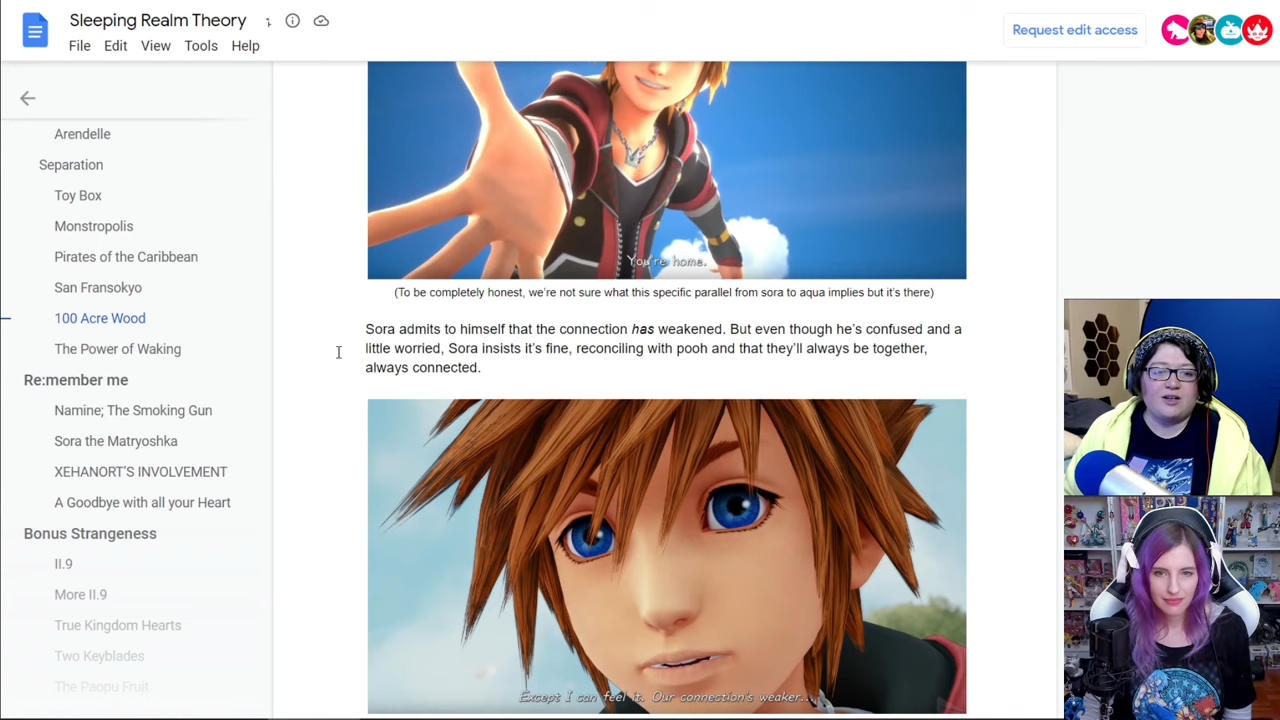 Sleeping Realm Theory
File Edit View Tools Help
Request edit access
Arendelle
Separation
Toy Box
Monstropolis
Pirates of the Caribbean
San Fransokyo
100 Acre Wood
The Power of Waking
Re:member me
Namine; The Smoking Gun
Sora the Matryoshka
XEHANORT'S INVOLVEMENT
A Goodbye with all your Heart
Bonus Strangeness
II.9
More II.9
True Kingdom Hearts
Two Keyblades
The Paopu Fruit
You're home.
(To be completely honest, we're not sure what this specific parallel from sora to aqua implies but it's there)
Sora admits to himself that the connection has weakened. But even though he's confused and a
little worried, Sora insists it's fine, reconciling with pooh and that they'll always be together,
always connected.
Except I can feel it. Our connection's weaker...